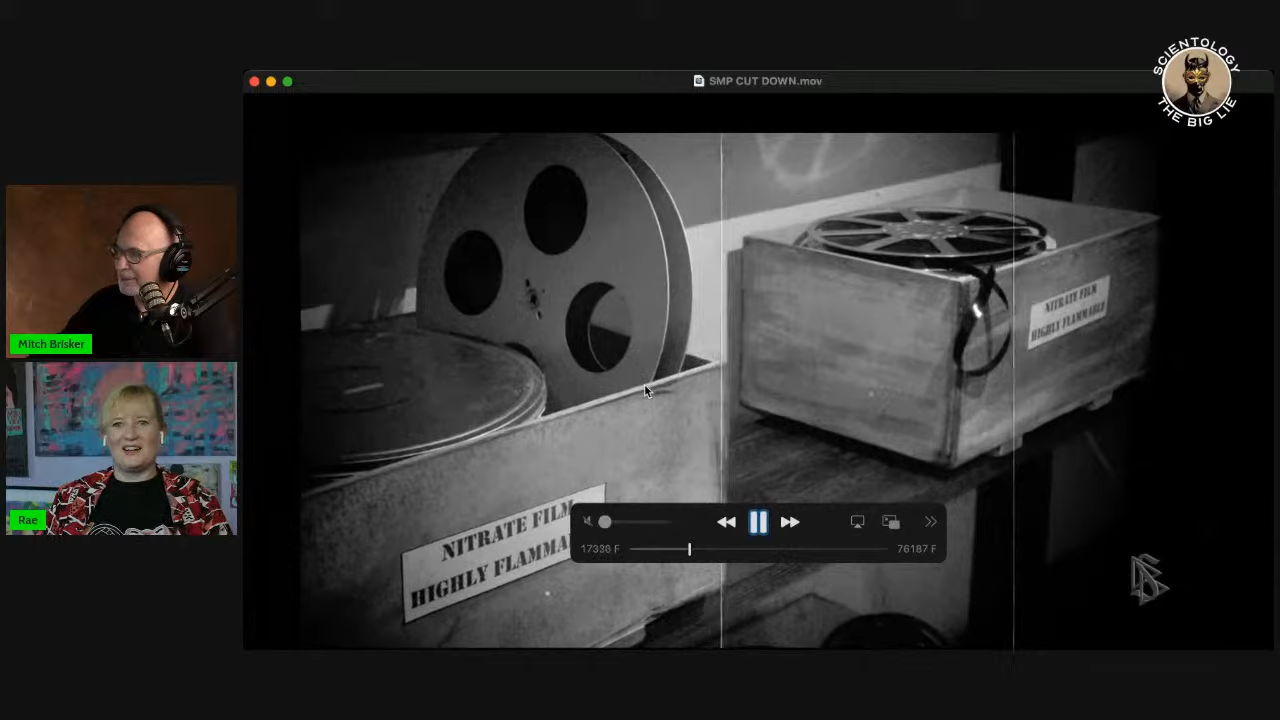 SMP CUT DOWN.mov
SCIENTOLOGY
THE BIG LIE
NITRATE FILM
HIGHLY FLAMMABLE
Mitch Brisker
Rae
NITRATE FILM
HIGHLY FLAMMA
17336 F
76187 F